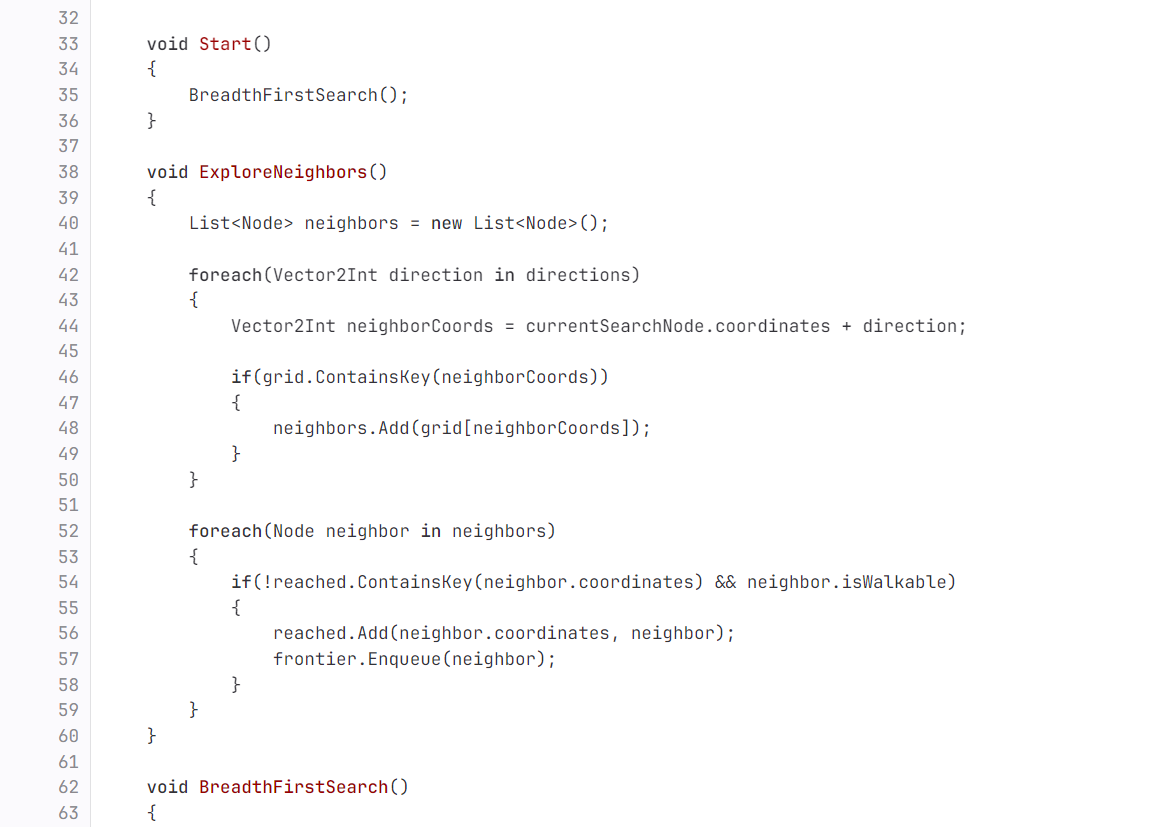 32
33 void Start()
34 {
35 BreadthFirstSearch();
36 }
37
38 void ExploreNeighbors()
39 {
40 List<Node> neighbors = new List<Node>();
41
42 foreach(Vector2Int direction in directions)
43 {
44 Vector2Int neighborCoords = currentSearchNode.coordinates + direction;
45
46 if(grid.ContainsKey(neighborCoords))
47 {
48 neighbors.Add(grid[neighborCoords]);
49 }
50 }
51
52 foreach(Node neighbor in neighbors)
53 {
54 if(!reached.ContainsKey(neighbor.coordinates) && neighbor.isWalkable)
55 {
56 reached.Add(neighbor.coordinates, neighbor);
57 frontier.Enqueue(neighbor);
58 }
59 }
60 }
61
62 void BreadthFirstSearch()
63 {